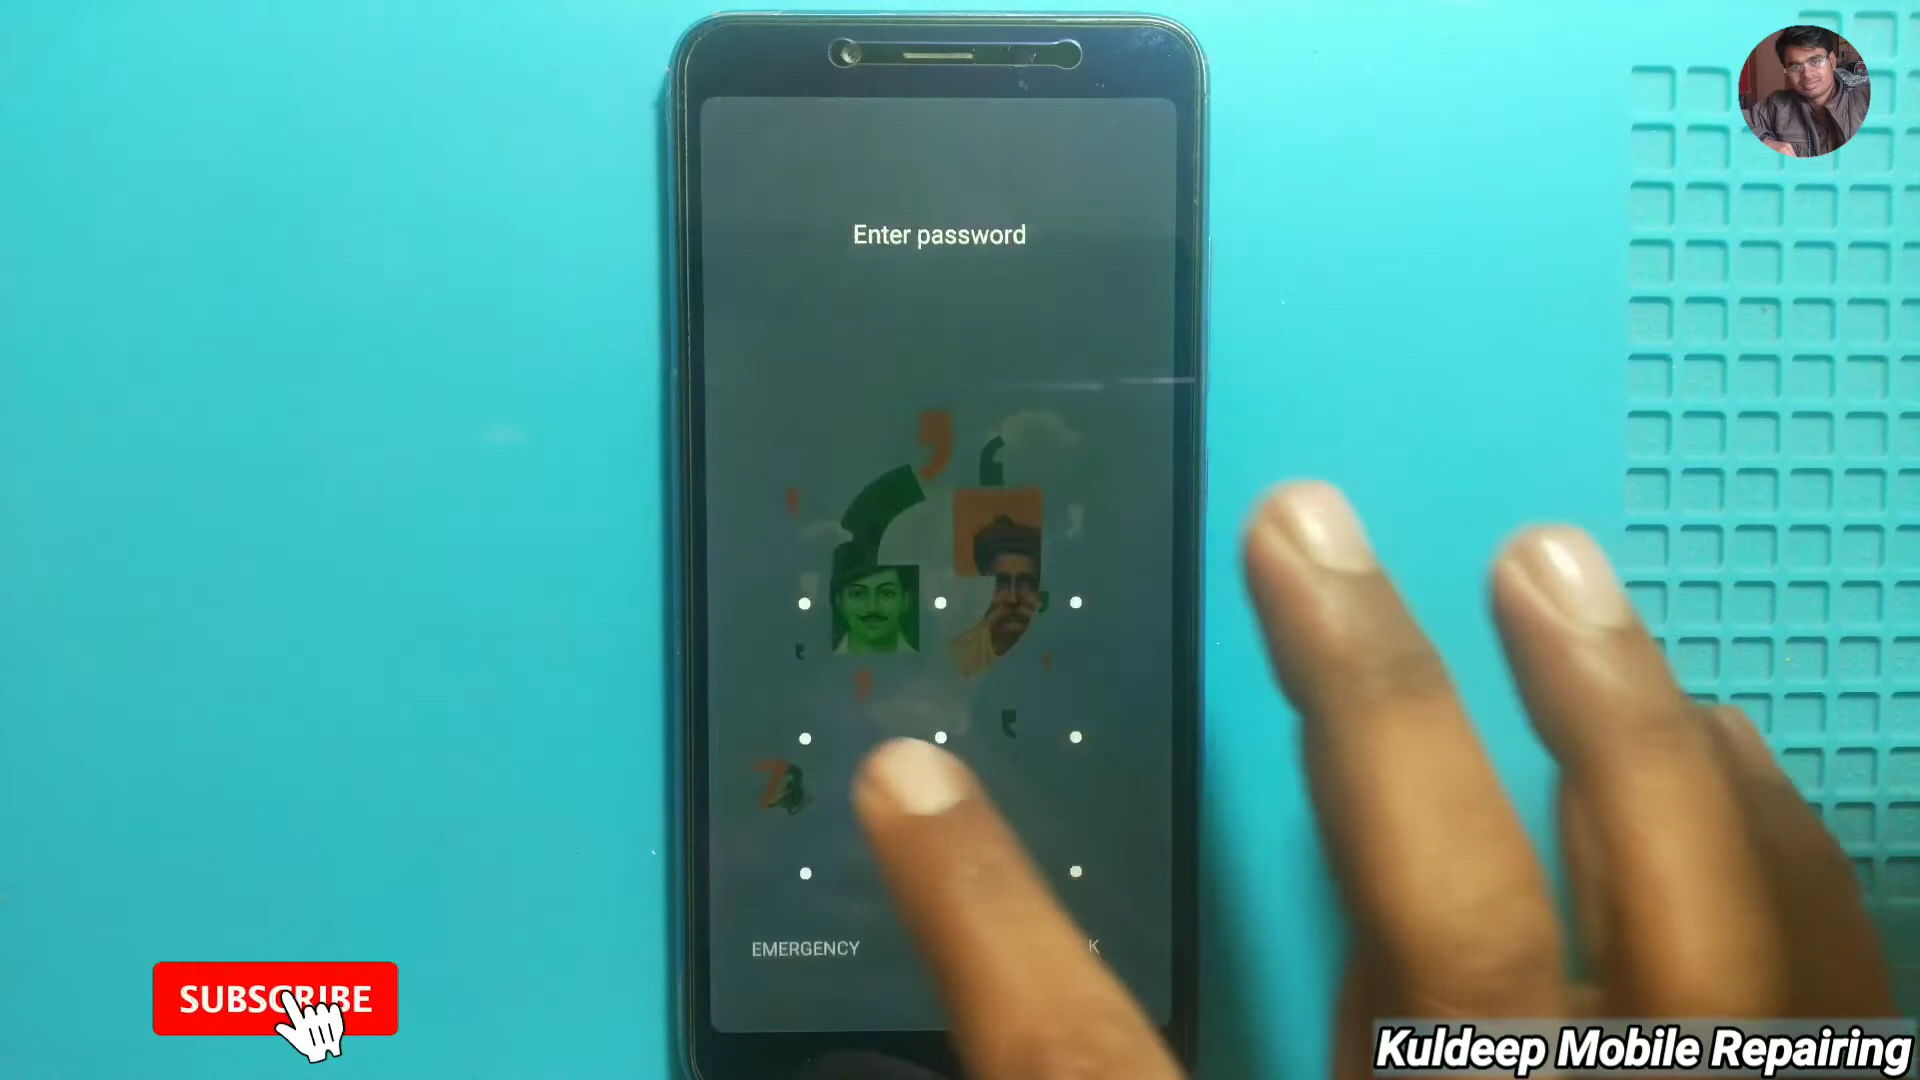 Enter password
EMERGENCY
K
SUBSCRIBE
Kuldeep Mobile Repairing